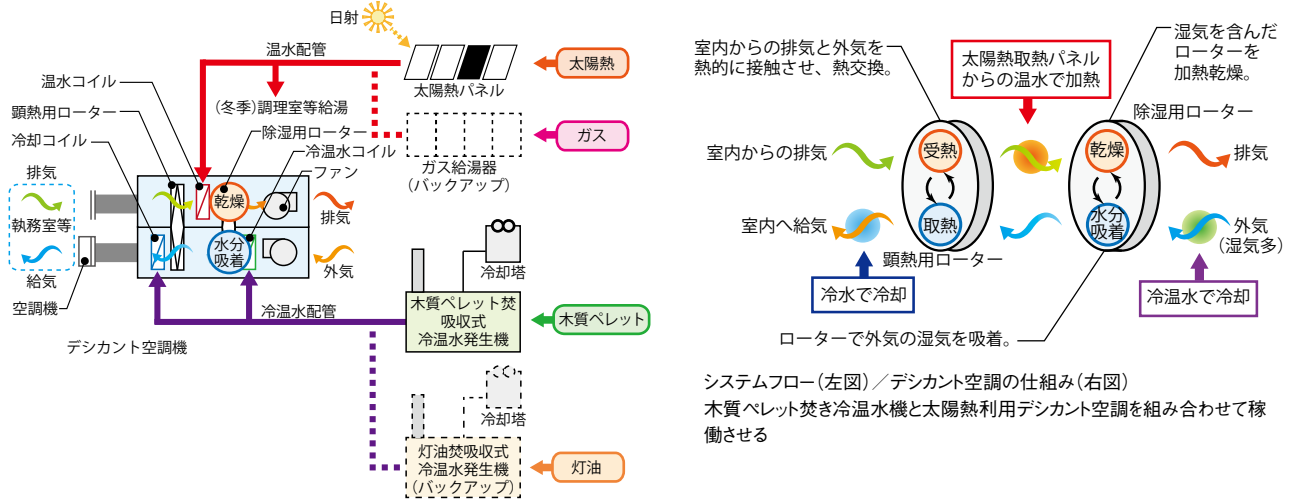 日射
温水配管
太陽熱
温水コイル
太陽熱パネル
(冬季)調理室等給湯
顕熱用ローター
除湿用ローター
ガス
冷却コイル
冷温水コイル
ガス給湯器
(バックアップ)
ファン
排気
執務室等
給気
乾燥
水分
吸着
排気
外気
空調機
冷温水配管
デシカント空調機
冷却塔
木質ペレット焚
吸収式
冷温水発生機
木質ペレット
冷却塔
灯油焚吸収式
冷温水発生機
(バックアップ)
灯油
室内からの排気と外気を
熱的に接触させ、熱交換。
太陽熱取熱パネル
からの温水で加熱
湿気を含んだ
ローターを
加熱乾燥。
除湿用ローター
室内からの排気
受熱
乾燥
排気
室内へ給気
取熱
水分
吸着
外気
(湿気多)
顕熱用ローター
冷水で冷却
冷温水で冷却
ローターで外気の湿気を吸着。
システムフロー(左図)/デシカント空調の仕組み(右図)
木質ペレット焚き冷温水機と太陽熱利用デシカント空調を組み合わせて稼
働させる